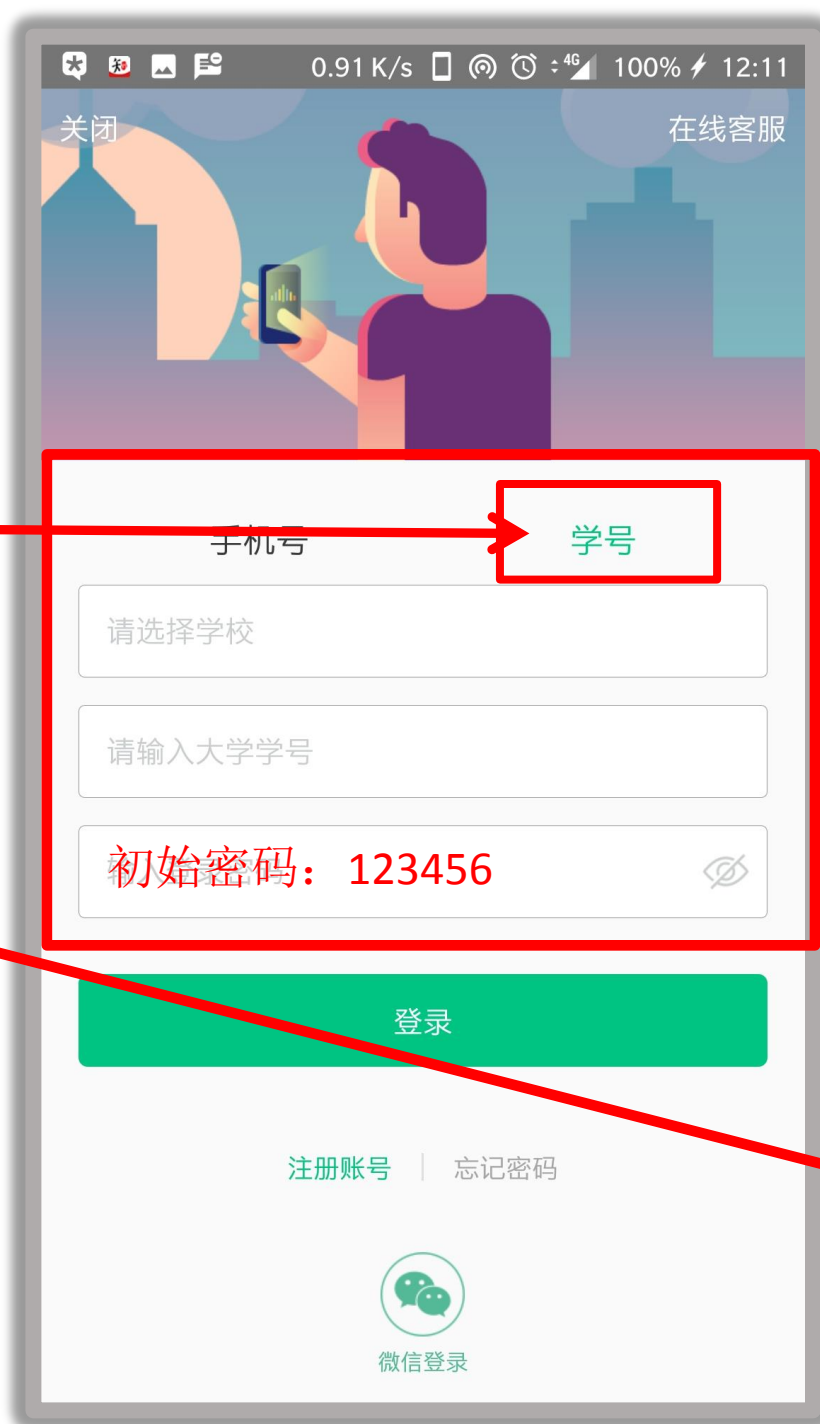 0.91 K/s 4G 100% 12:11
关闭 在线客服
手机号 学号
请选择学校
请输入大学学号
初始密码：123456
登录
注册账号 忘记密码
微信登录